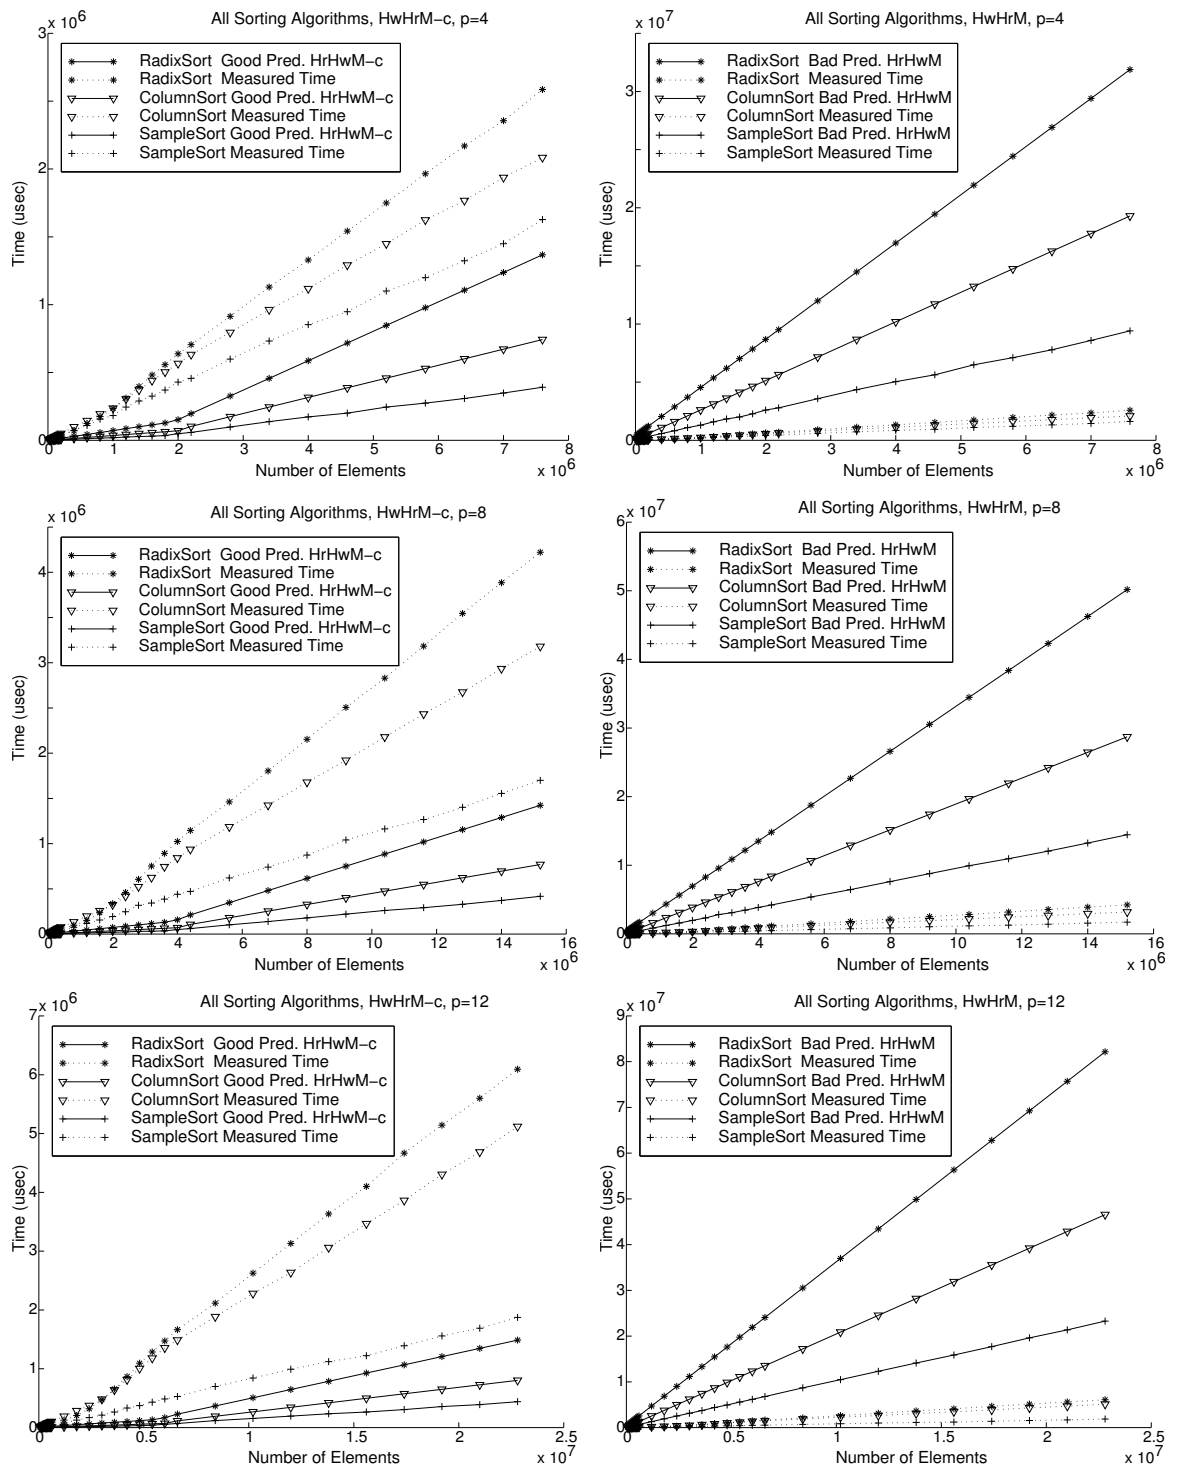 All Sorting Algorithms, HwHrM−c, p=4
x 10^6
3
2
1
0
Time (usec)
RadixSort Good Pred. HrHwM−c
RadixSort Measured Time
ColumnSort Good Pred. HrHwM−c
ColumnSort Measured Time
SampleSort Good Pred. HrHwM−c
SampleSort Measured Time
0 1 2 3 4 5 6 7 8
Number of Elements
x 10^6
All Sorting Algorithms, HwHrM, p=4
x 10^7
3
2
1
0
Time (usec)
RadixSort Bad Pred. HrHwM
RadixSort Measured Time
ColumnSort Bad Pred. HrHwM
ColumnSort Measured Time
SampleSort Bad Pred. HrHwM
SampleSort Measured Time
0 1 2 3 4 5 6 7 8
Number of Elements
x 10^6
All Sorting Algorithms, HwHrM−c, p=8
x 10^6
4
3
2
1
0
Time (usec)
RadixSort Good Pred. HrHwM−c
RadixSort Measured Time
ColumnSort Good Pred. HrHwM−c
ColumnSort Measured Time
SampleSort Good Pred. HrHwM−c
SampleSort Measured Time
0 2 4 6 8 10 12 14 16
Number of Elements
x 10^6
All Sorting Algorithms, HwHrM, p=8
x 10^7
6
5
4
3
2
1
0
Time (usec)
RadixSort Bad Pred. HrHwM
RadixSort Measured Time
ColumnSort Bad Pred. HrHwM
ColumnSort Measured Time
SampleSort Bad Pred. HrHwM
SampleSort Measured Time
0 2 4 6 8 10 12 14 16
Number of Elements
x 10^6
All Sorting Algorithms, HwHrM−c, p=12
x 10^6
7
6
5
4
3
2
1
0
Time (usec)
RadixSort Good Pred. HrHwM−c
RadixSort Measured Time
ColumnSort Good Pred. HrHwM−c
ColumnSort Measured Time
SampleSort Good Pred. HrHwM−c
SampleSort Measured Time
0 0.5 1 1.5 2 2.5
Number of Elements
x 10^7
All Sorting Algorithms, HwHrM, p=12
x 10^7
9
8
7
6
5
4
3
2
1
0
Time (usec)
RadixSort Bad Pred. HrHwM
RadixSort Measured Time
ColumnSort Bad Pred. HrHwM
ColumnSort Measured Time
SampleSort Bad Pred. HrHwM
SampleSort Measured Time
0 0.5 1 1.5 2 2.5
Number of Elements
x 10^7